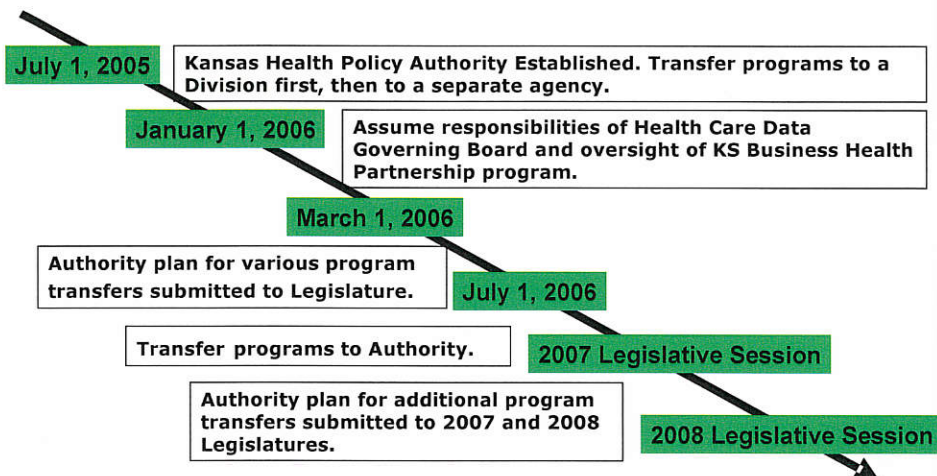 July 1, 2005
Kansas Health Policy Authority Established. Transfer programs to a
Division first, then to a separate agency.
January 1, 2006
Assume responsibilities of Health Care Data
Governing Board and oversight of KS Business Health
Partnership program.
March 1, 2006
Authority plan for various program
transfers submitted to Legislature.
July 1, 2006
Transfer programs to Authority.
2007 Legislative Session
Authority plan for additional program
transfers submitted to 2007 and 2008
Legislatures.
2008 Legislative Session